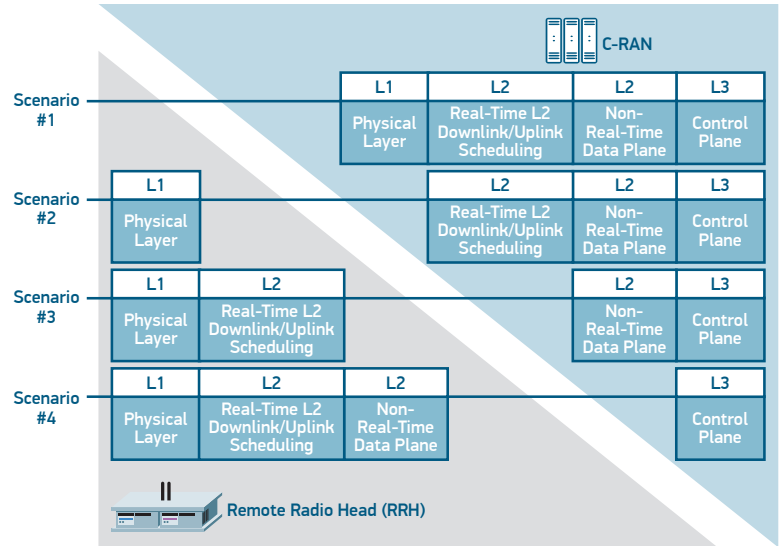 C-RAN
Scenario
#1
L1
L2
L2
L3
Physical
Layer
Real-Time L2
Downlink/Uplink
Scheduling
Non-
Real-Time
Data Plane
Control
Plane
Scenario
#2
L1
L2
L2
L3
Physical
Layer
Real-Time L2
Downlink/Uplink
Scheduling
Non-
Real-Time
Data Plane
Control
Plane
Scenario
#3
L1
L2
L2
L3
Physical
Layer
Real-Time L2
Downlink/Uplink
Scheduling
Non-
Real-Time
Data Plane
Control
Plane
Scenario
#4
L1
L2
L2
L3
Physical
Layer
Real-Time L2
Downlink/Uplink
Scheduling
Non-
Real-Time
Data Plane
Control
Plane
Remote Radio Head (RRH)